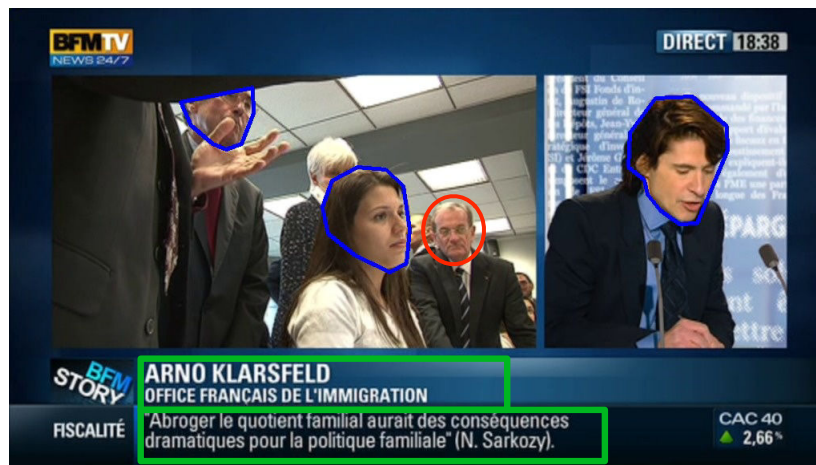 BFMTV
NEWS 24/7
DIRECT 18:38
BFM
STORY
ARNO KLARSFELD
OFFICE FRANÇAIS DE L'IMMIGRATION
FISCALITÉ
"Abroger le quotient familial aurait des conséquences
dramatiques pour la politique familiale" (N. Sarkozy).
CAC 40
2,66%